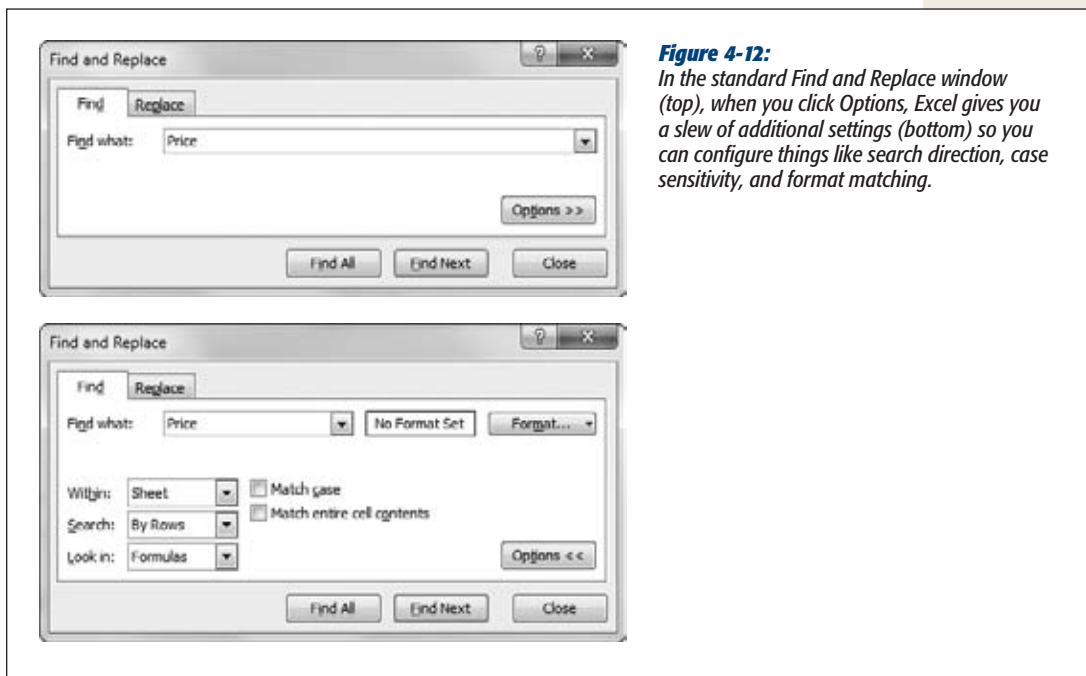 Find and Replace
Find Replace
Find what: Price
Options >>
Find All Find Next Close
Figure 4-12:
In the standard Find and Replace window
(top), when you click Options, Excel gives you
a slew of additional settings (bottom) so you
can configure things like search direction, case
sensitivity, and format matching.
Find and Replace
Find Replace
Find what: Price No Format Set Format...
Within: Sheet Match case
Search: By Rows Match entire cell contents
Look in: Formulas
Options <<
Find All Find Next Close